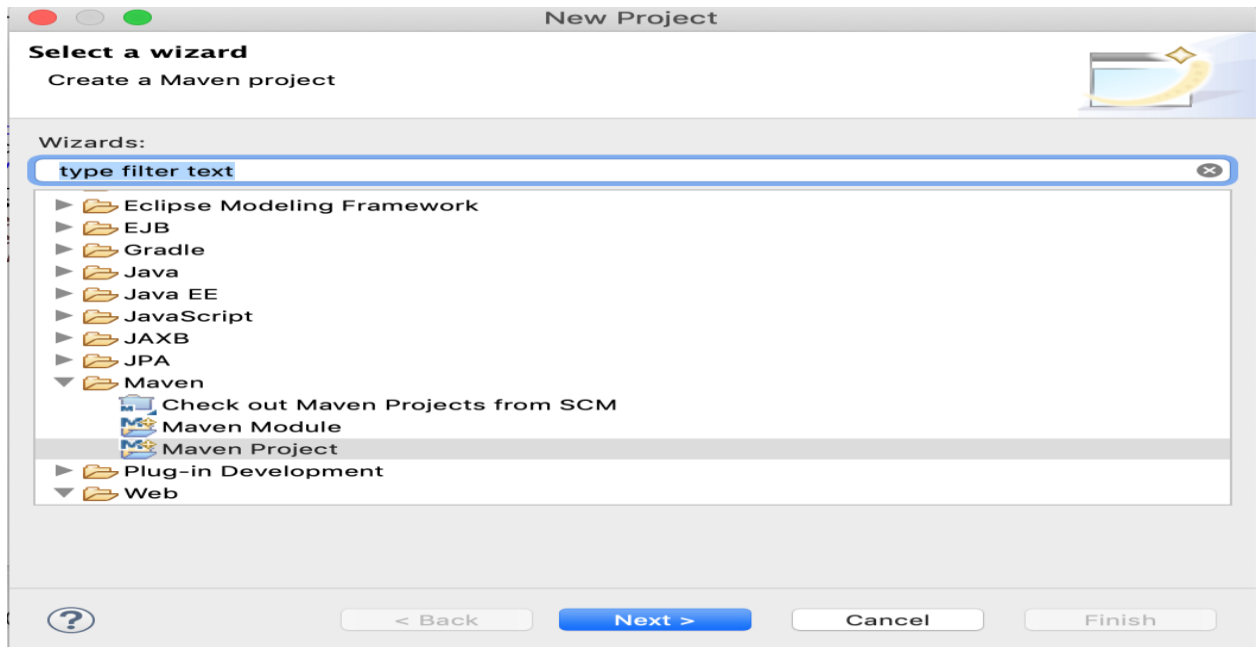 New Project
Select a wizard
Create a Maven project
Wizards:
type filter text
Eclipse Modeling Framework
EJB
Gradle
Java
Java EE
JavaScript
JAXB
JPA
Maven
Check out Maven Projects from SCM
Maven Module
Maven Project
Plug-in Development
Web
? < Back Next > Cancel Finish